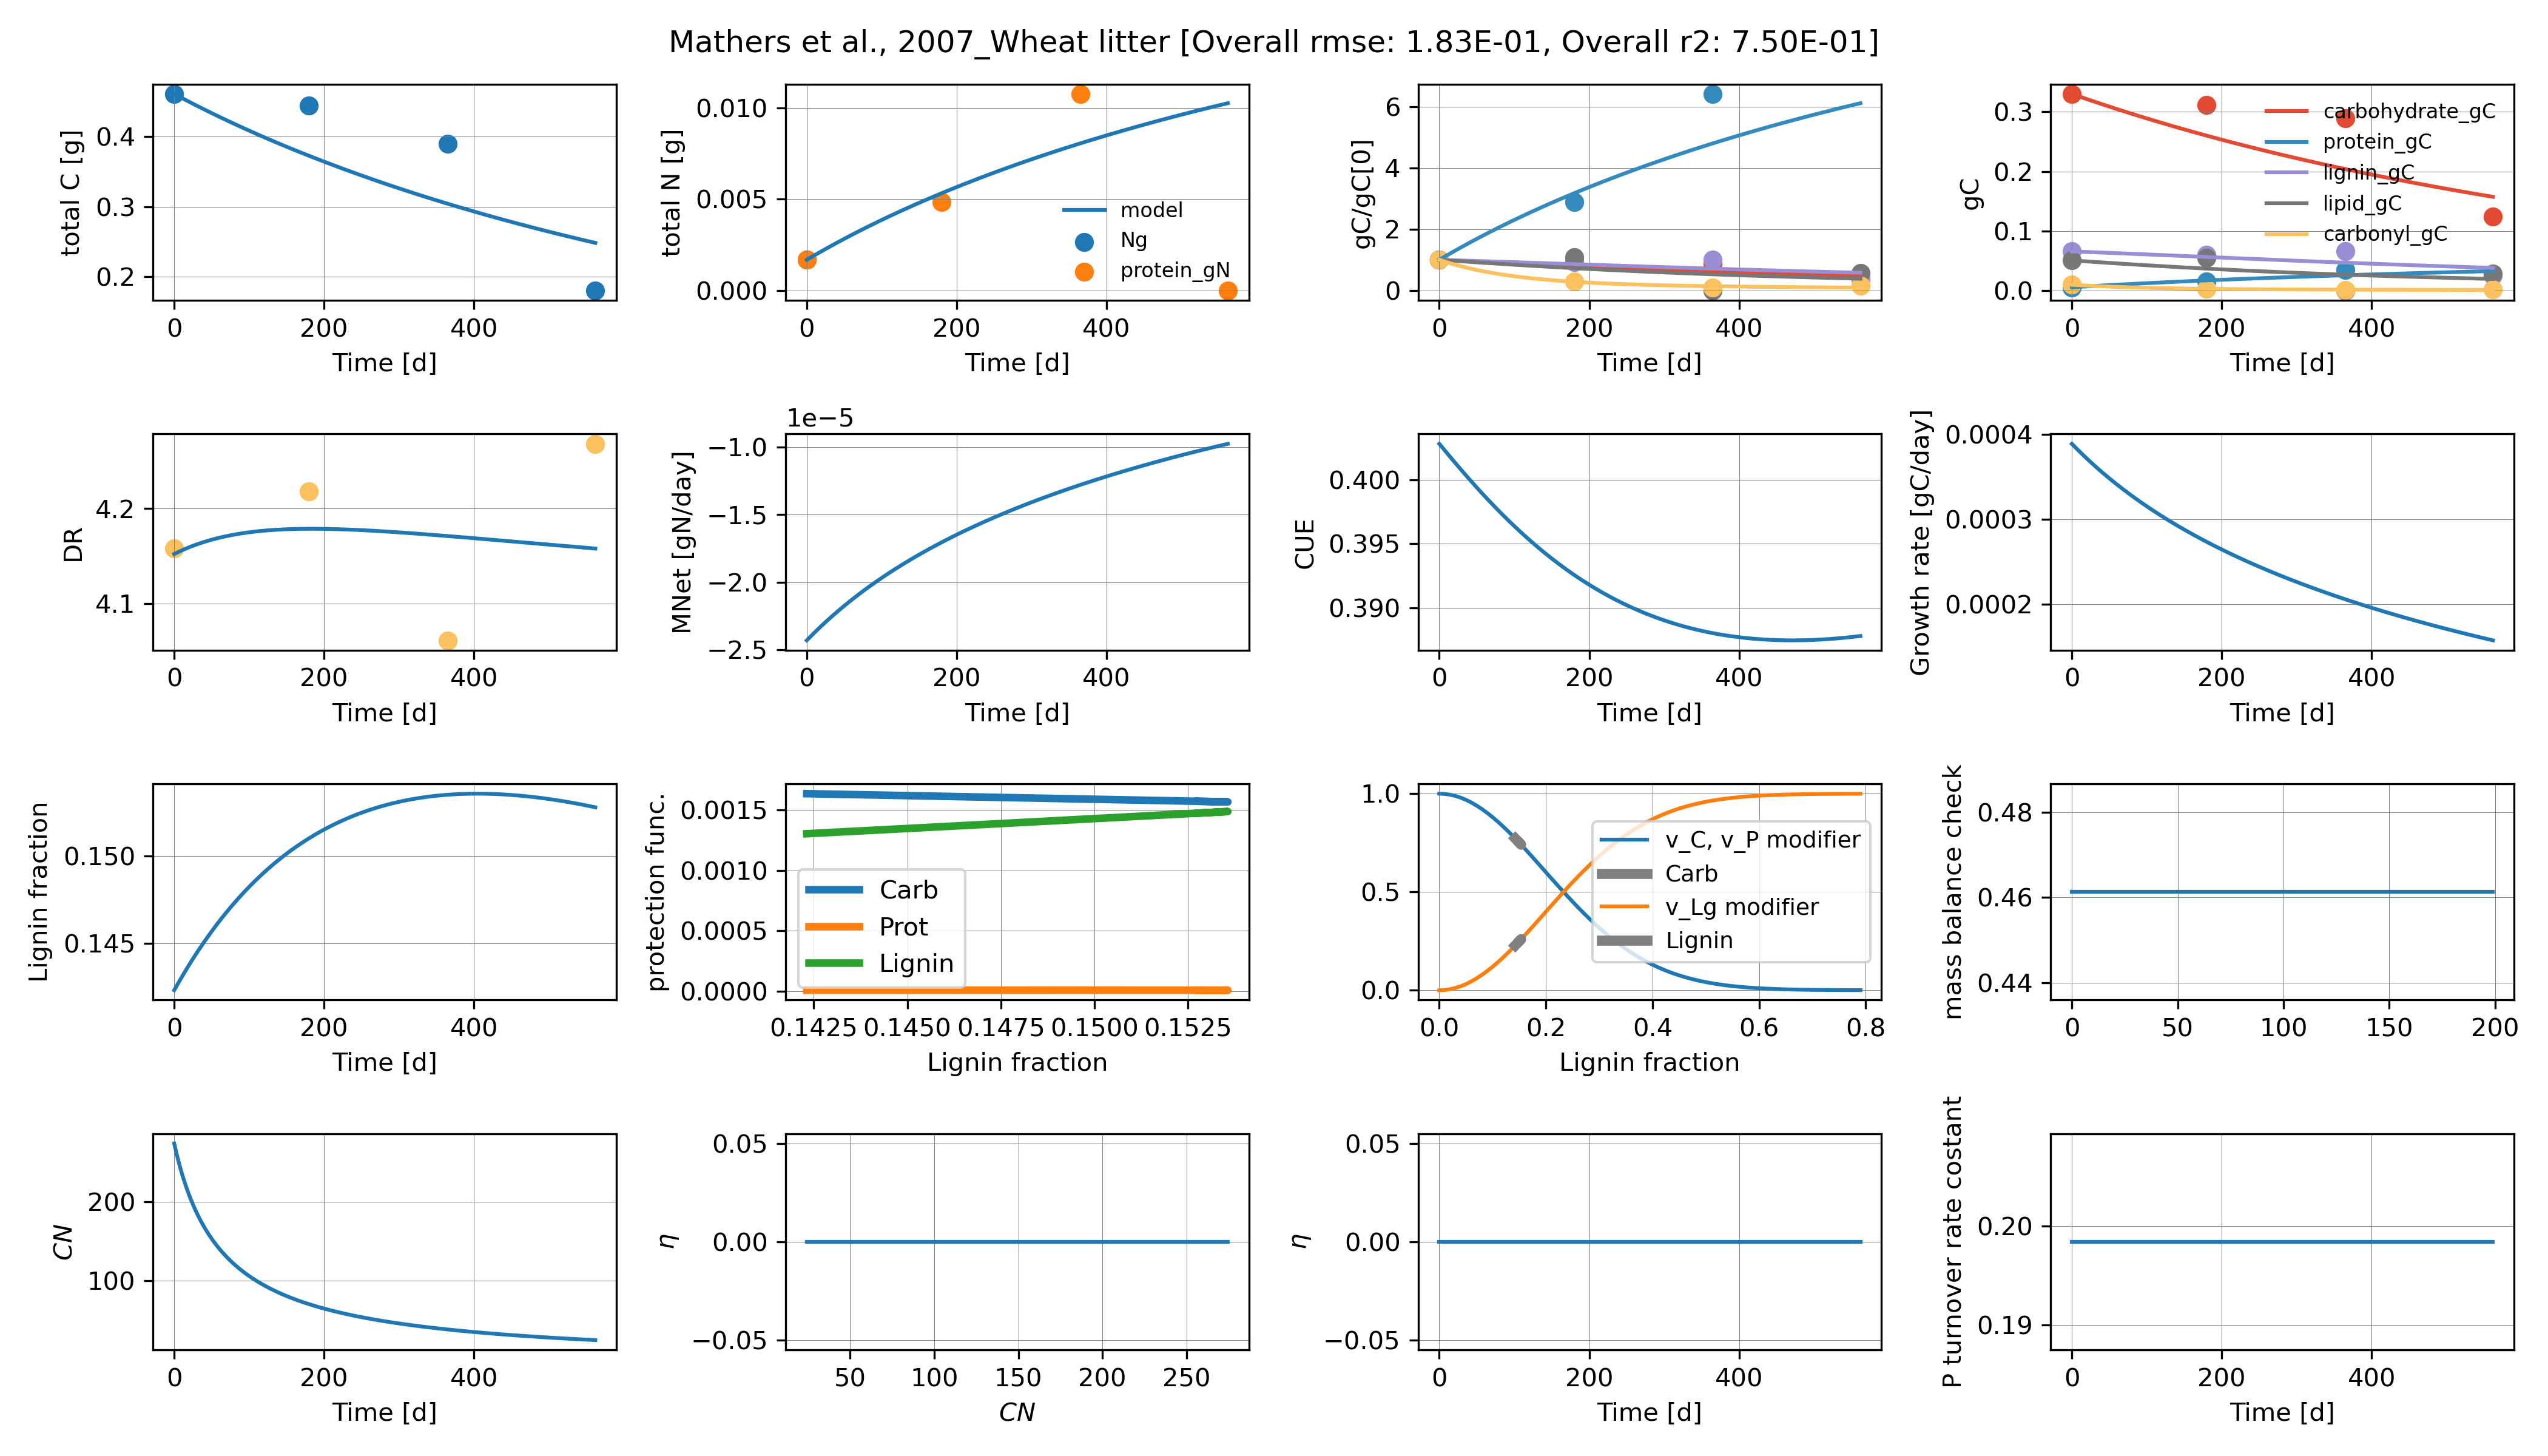 Mathers et al., 2007_Wheat litter [Overall rmse: 1.83E-01, Overall r2: 7.50E-01]
total C [g]
0.4
0.3
0.2
0 200 400
Time [d]
total N [g]
0.010
0.005
0.000
model
Ng
protein_gN
0 200 400
Time [d]
gC/gC[0]
6
4
2
0
0 200 400
Time [d]
gC
0.3
0.2
0.1
0.0
carbohydrate_gC
protein_gC
lignin_gC
lipid_gC
carbonyl_gC
0 200 400
Time [d]
DR
4.2
4.1
0 200 400
Time [d]
1e−5
MNet [gN/day]
−1.0
−1.5
−2.0
−2.5
0 200 400
Time [d]
CUE
0.400
0.395
0.390
0 200 400
Time [d]
Growth rate [gC/day]
0.0004
0.0003
0.0002
0 200 400
Time [d]
Lignin fraction
0.150
0.145
0 200 400
Time [d]
protection func.
0.0015
0.0010
0.0005
0.0000
Carb
Prot
Lignin
0.1425 0.1450 0.1475 0.1500 0.1525
Lignin fraction
1.0
0.5
0.0
v_C, v_P modifier
Carb
v_Lg modifier
Lignin
0.0 0.2 0.4 0.6 0.8
Lignin fraction
mass balance check
0.48
0.46
0.44
0 50 100 150 200
CN
200
100
0 200 400
Time [d]
η
0.05
0.00
−0.05
50 100 150 200 250
CN
η
0.05
0.00
−0.05
0 200 400
Time [d]
P turnover rate costant
0.20
0.19
0 200 400
Time [d]